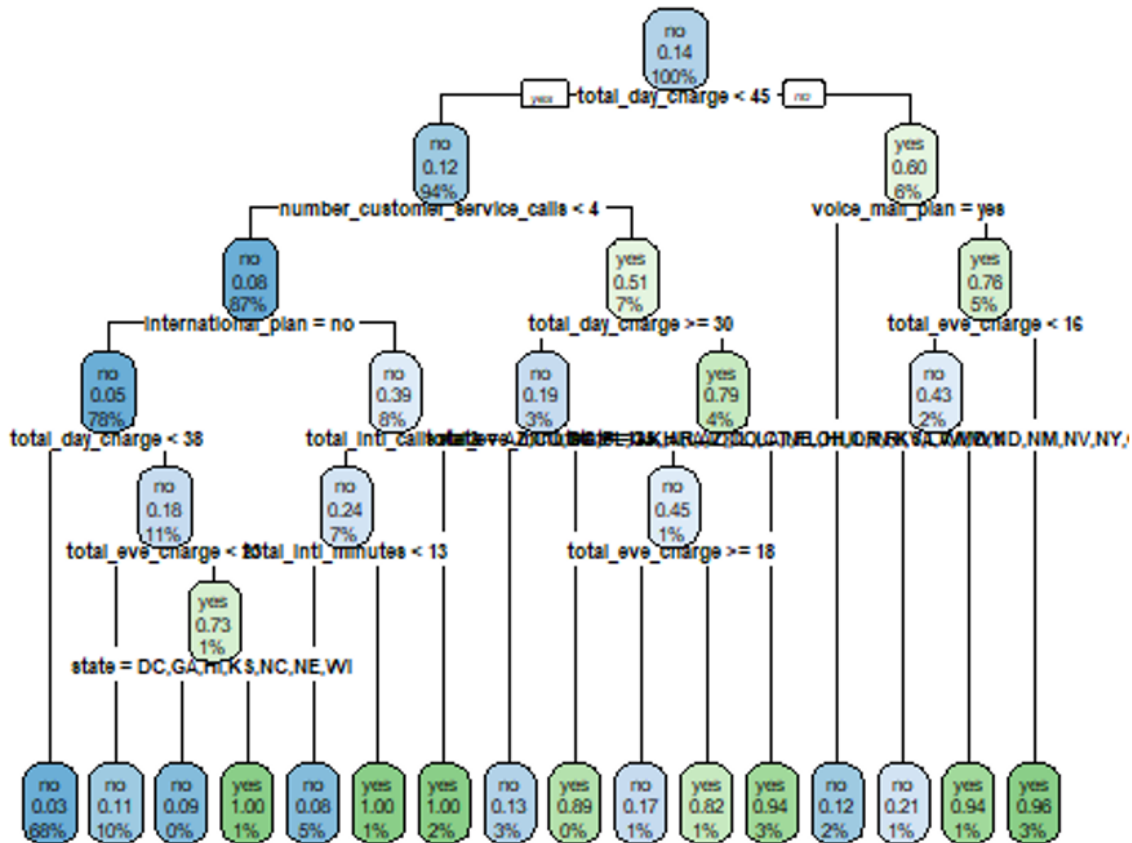 no
0.14
100%
yes total_day_charge < 45 no
no yes
0.12 0.60
94% 6%
number_customer_service_calls < 4 voice_mail_plan = yes
no yes yes
0.08 0.51 0.76
87% 7% 5%
international_plan = no total_day_charge >= 30 total_eve_charge < 16
no no no yes no
0.05 0.39 0.19 0.79 0.43
78% 8% 3% 4% 2%
total_day_charge < 38 total_intl_calls ND,NM,NV,NY,
no no no
0.18 0.24 0.45
11% 7% 1%
total_eve_charge < total_intl_minutes < 13 total_eve_charge >= 18
yes
0.73
1%
state = DC,GA,HI,KS,NC,NE,WI
no no no yes no yes yes no yes no yes yes no no yes yes
0.03 0.11 0.09 1.00 0.08 1.00 1.00 0.13 0.89 0.17 0.82 0.94 0.12 0.21 0.94 0.96
68% 10% 0% 1% 5% 1% 2% 3% 0% 1% 1% 3% 2% 1% 1% 3%